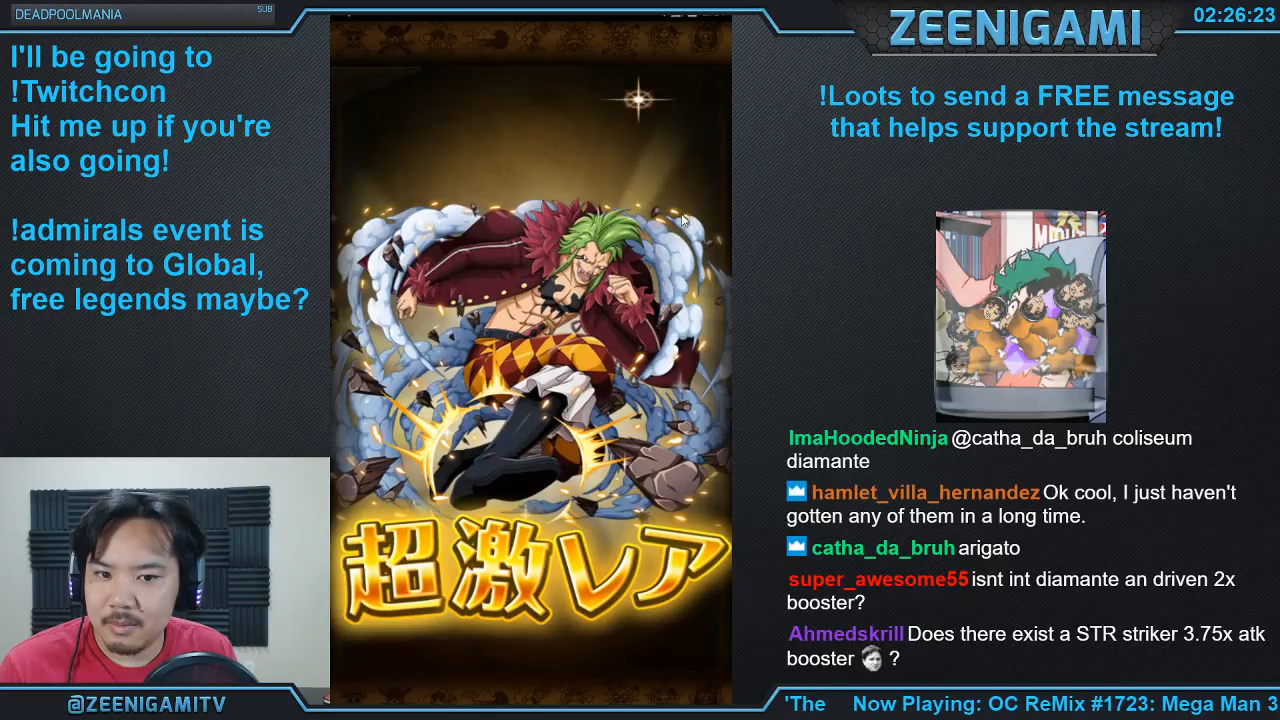 DEADPOOLMANIA
SUB
ZEENIGAMI
02:26:23
I'll be going to
!Twitchcon
Hit me up if you're
also going!
!admirals event is
coming to Global,
free legends maybe?
!Loots to send a FREE message
that helps support the stream!
超激レア
ImaHoodedNinja @catha_da_bruh coliseum
diamante
hamlet_villa_hernandez Ok cool, I just haven't
gotten any of them in a long time.
catha_da_bruh arigato
super_awesome55 isnt int diamante an driven 2x
booster?
Ahmedskrill Does there exist a STR striker 3.75x atk
booster ?
@ZEENIGAMITV
'The Now Playing: OC ReMix #1723: Mega Man 3